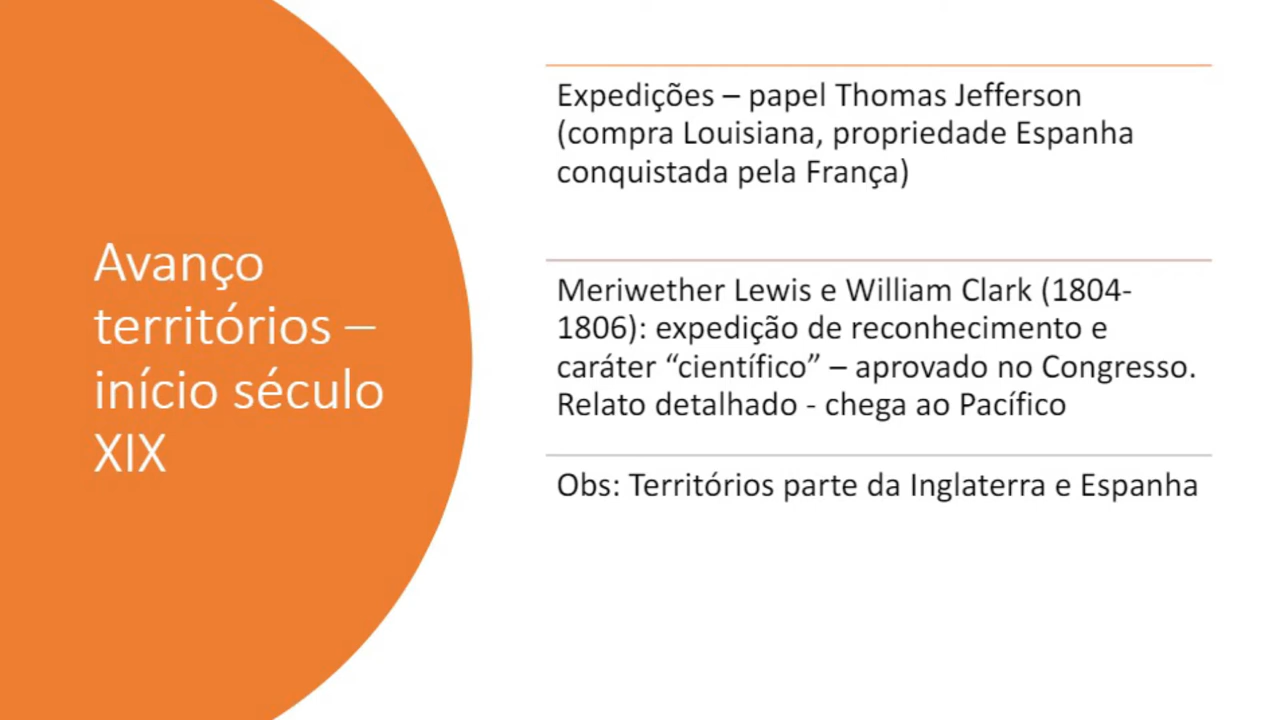 Avanço
territórios –
início século
XIX
Expedições – papel Thomas Jefferson
(compra Louisiana, propriedade Espanha
conquistada pela França)
Meriwether Lewis e William Clark (1804-
1806): expedição de reconhecimento e
caráter “científico” – aprovado no Congresso.
Relato detalhado - chega ao Pacífico
Obs: Territórios parte da Inglaterra e Espanha